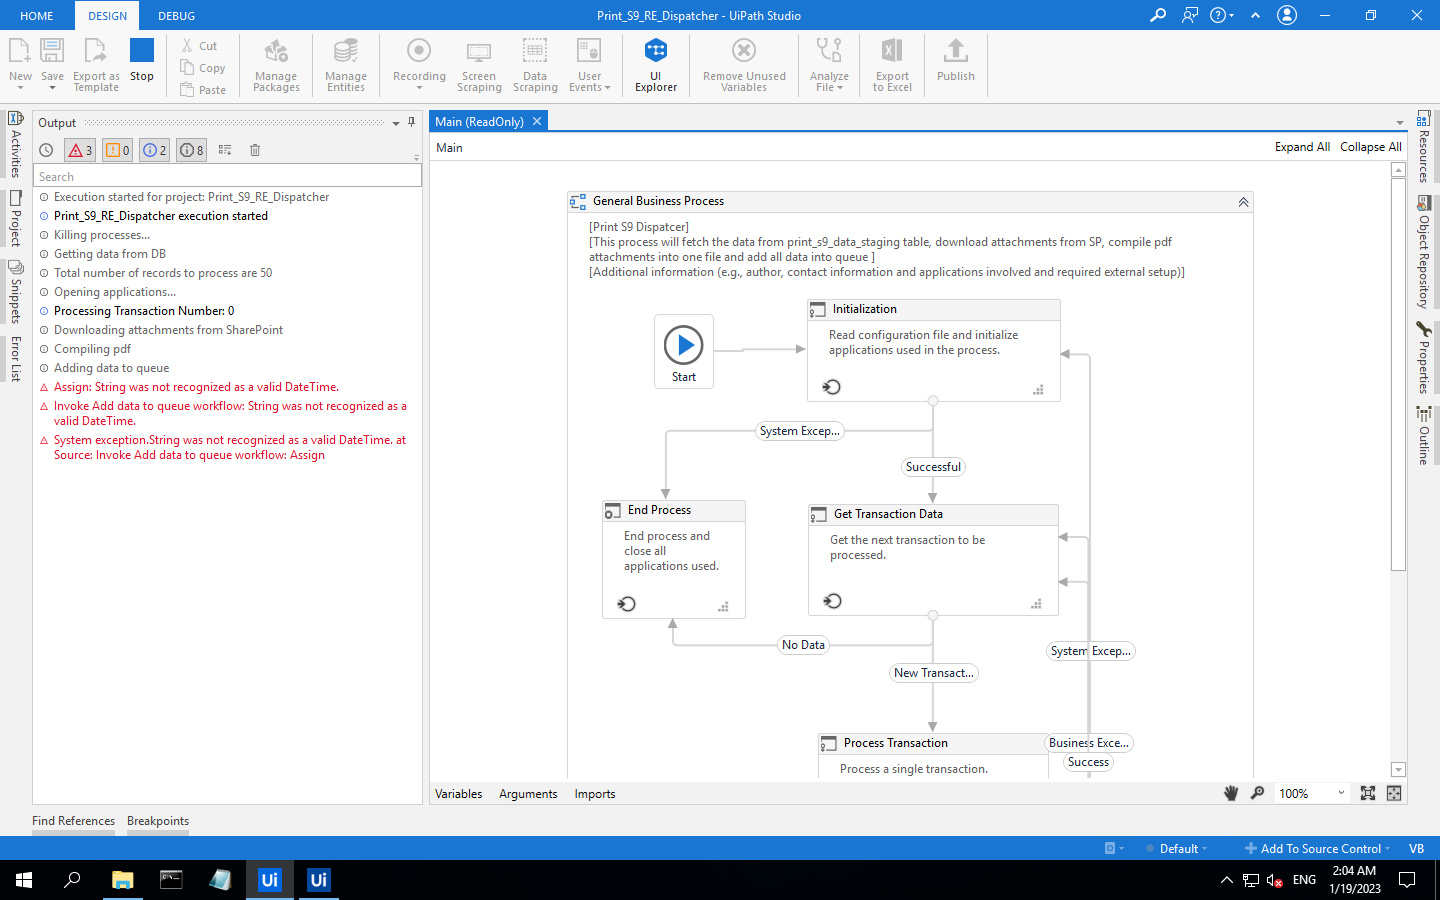 HOME DESIGN DEBUG Print_S9_RE_Dispatcher - UiPath Studio
New
Save
Export as
Template
Stop
Cut
Copy
Paste
Manage
Packages
Manage
Entities
Recording
Screen
Scraping
Data
Scraping
User
Events
UI
Explorer
Remove Unused
Variables
Analyze
File
Export
to Excel
Publish
Activities
Project
Snippets
Error List
Output
3 0 2 8
Search
Execution started for project: Print_S9_RE_Dispatcher
Print_S9_RE_Dispatcher execution started
Killing processes...
Getting data from DB
Total number of records to process are 50
Opening applications...
Processing Transaction Number: 0
Downloading attachments from SharePoint
Compiling pdf
Adding data to queue
Assign: String was not recognized as a valid DateTime.
Invoke Add data to queue workflow: String was not recognized as a
valid DateTime.
System exception.String was not recognized as a valid DateTime. at
Source: Invoke Add data to queue workflow: Assign
Main (ReadOnly)
Main
Expand All Collapse All
General Business Process
[Print S9 Dispatcer]
[This process will fetch the data from print_s9_data_staging table, download attachments from SP, compile pdf
attachments into one file and add all data into queue ]
[Additional information (e.g., author, contact information and applications involved and required external setup)]
Start
Initialization
Read configuration file and initialize
applications used in the process.
System Excep...
Successful
End Process
End process and
close all
applications used.
Get Transaction Data
Get the next transaction to be
processed.
No Data
New Transact...
System Excep...
Process Transaction
Process a single transaction.
Business Exce...
Success
Resources
Object Repository
Properties
Outline
Variables Arguments Imports
100%
Find References Breakpoints
Default Add To Source Control VB
Ui Ui
ENG
2:04 AM
1/19/2023